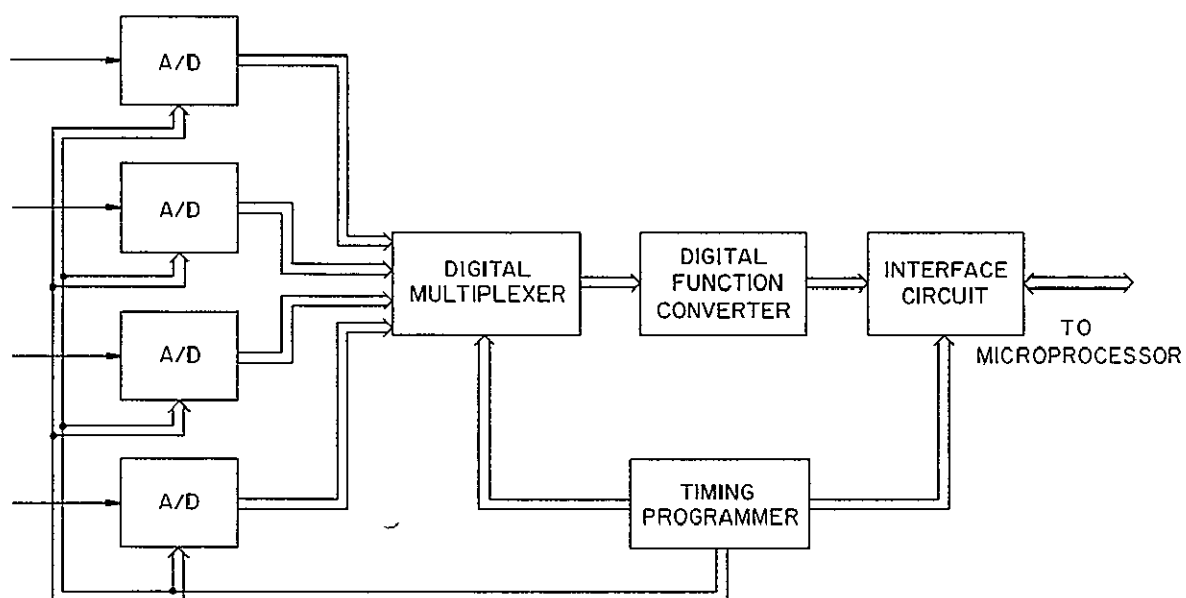 A/D
A/D
A/D
A/D
DIGITAL
MULTIPLEXER
DIGITAL
FUNCTION
CONVERTER
INTERFACE
CIRCUIT
TO
MICROPROCESSOR
TIMING
PROGRAMMER